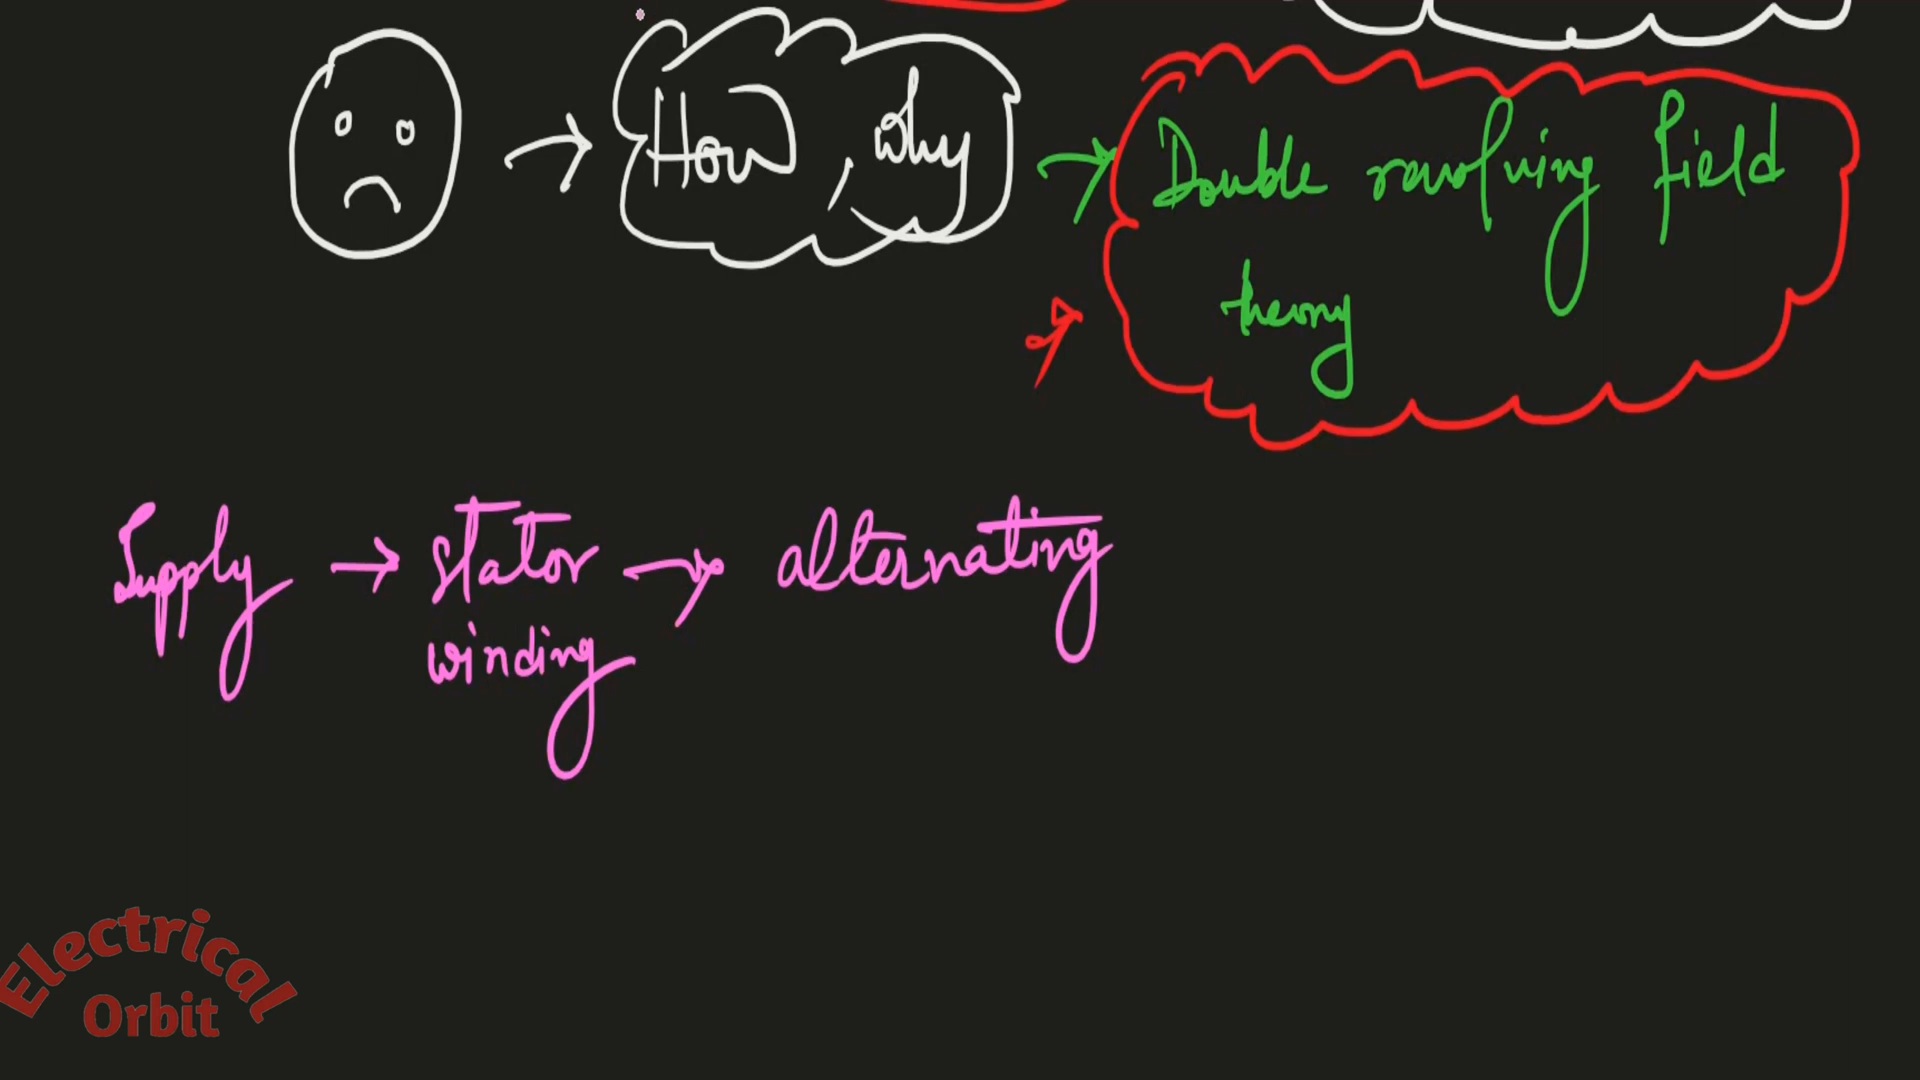 How, why
Double revolving field
theory
Supply → stator → alternating
winding
Electrical
Orbit